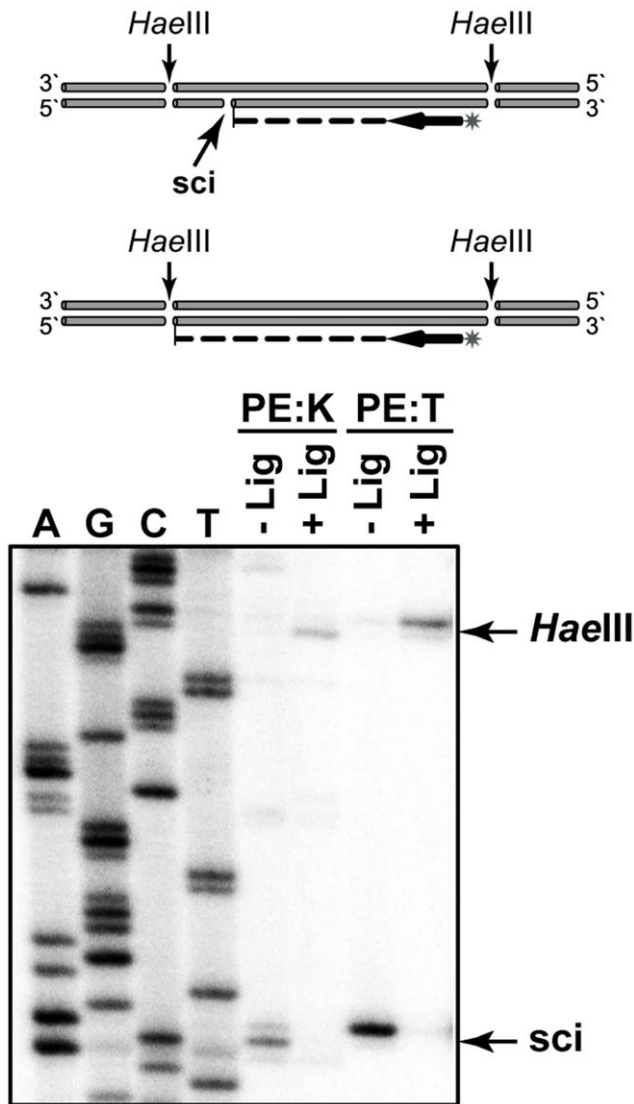 HaeIII HaeIII
3` 5`
5` 3`
sci
HaeIII HaeIII
3` 5`
5` 3`
PE:K PE:T
A G C T - Lig + Lig - Lig + Lig
HaeIII
sci